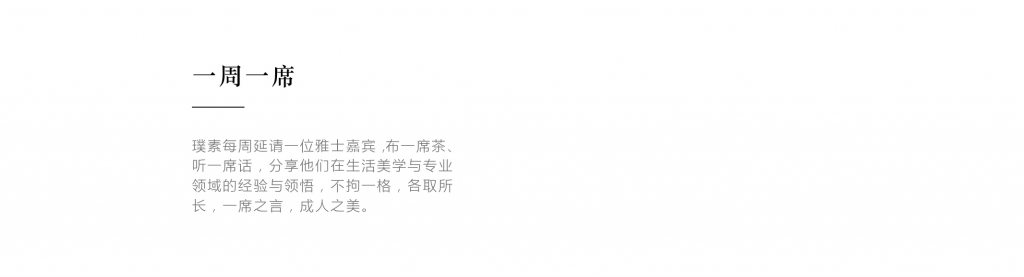 一周一席
璞素每周延请一位雅士嘉宾,布一席茶、
听一席话，分享他们在生活美学与专业
领域的经验与领悟，不拘一格，各取所
长，一席之言，成人之美。